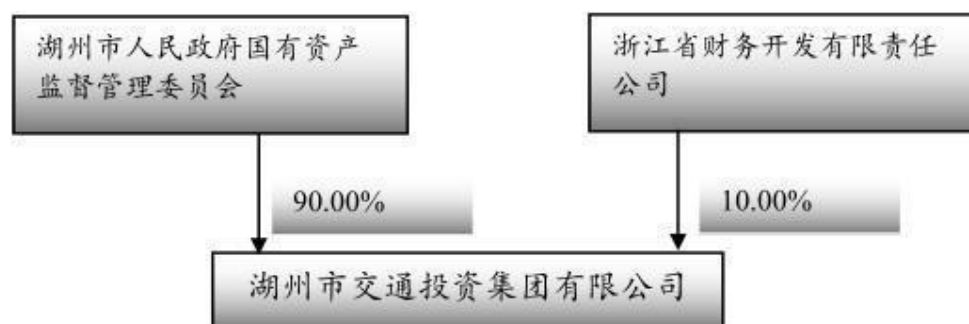 湖州市人民政府国有资产
监督管理委员会
浙江省财务开发有限责任
公司
90.00%
10.00%
湖州市交通投资集团有限公司